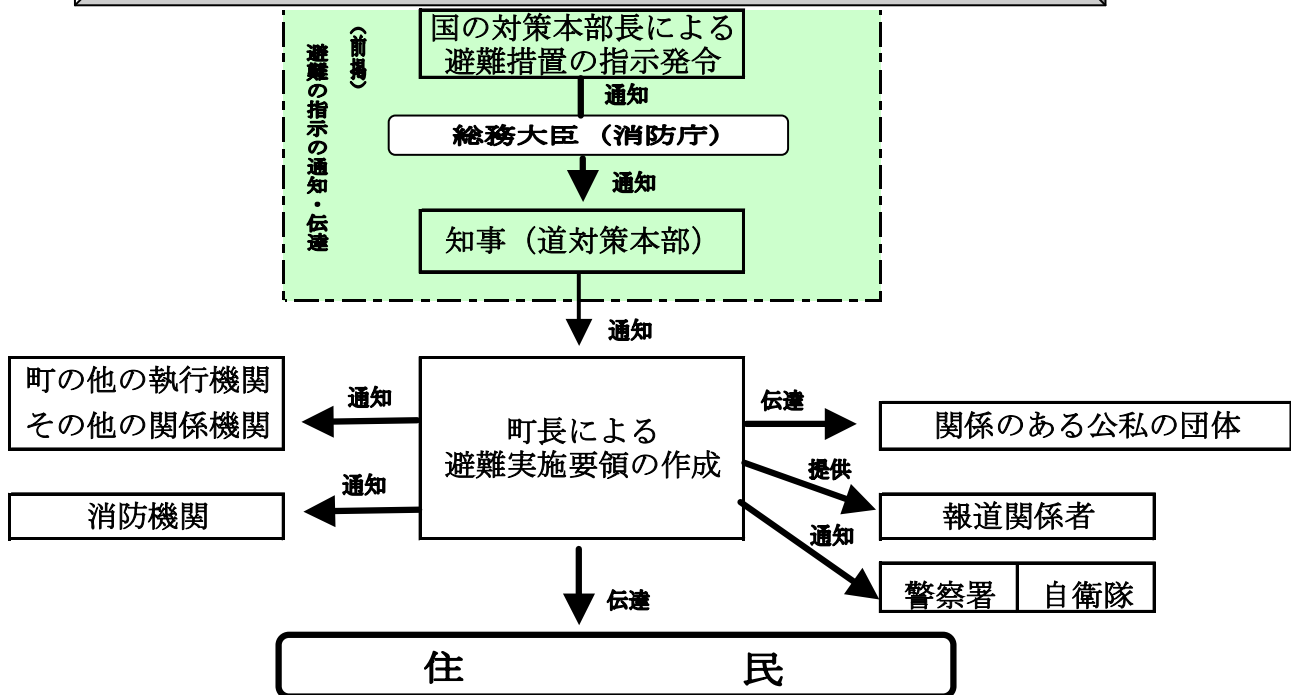 国の対策本部長による
避難措置の指示発令
(前掲)
避難の指示の通知・伝達
通知
総務大臣（消防庁）
通知
知事（道対策本部）
通知
町の他の執行機関
その他の関係機関
通知
町長による
避難実施要領の作成
伝達
関係のある公私の団体
通知
消防機関
提供
報道関係者
通知
警察署
自衛隊
伝達
住 民